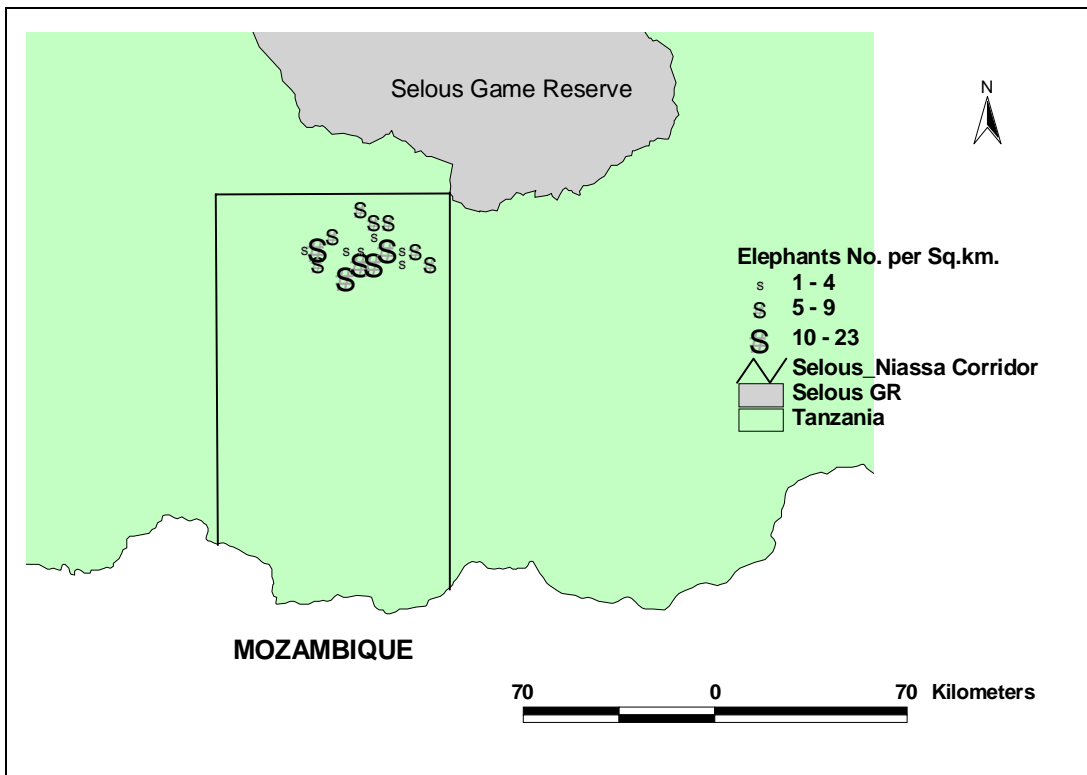 Selous Game Reserve
N
S
S S
S S
S S S S S S S
S S S S S
S
Elephants No. per Sq.km.
S 1 - 4
S 5 - 9
S 10 - 23
Selous_Niassa Corridor
Selous GR
Tanzania
MOZAMBIQUE
70 0 70 Kilometers